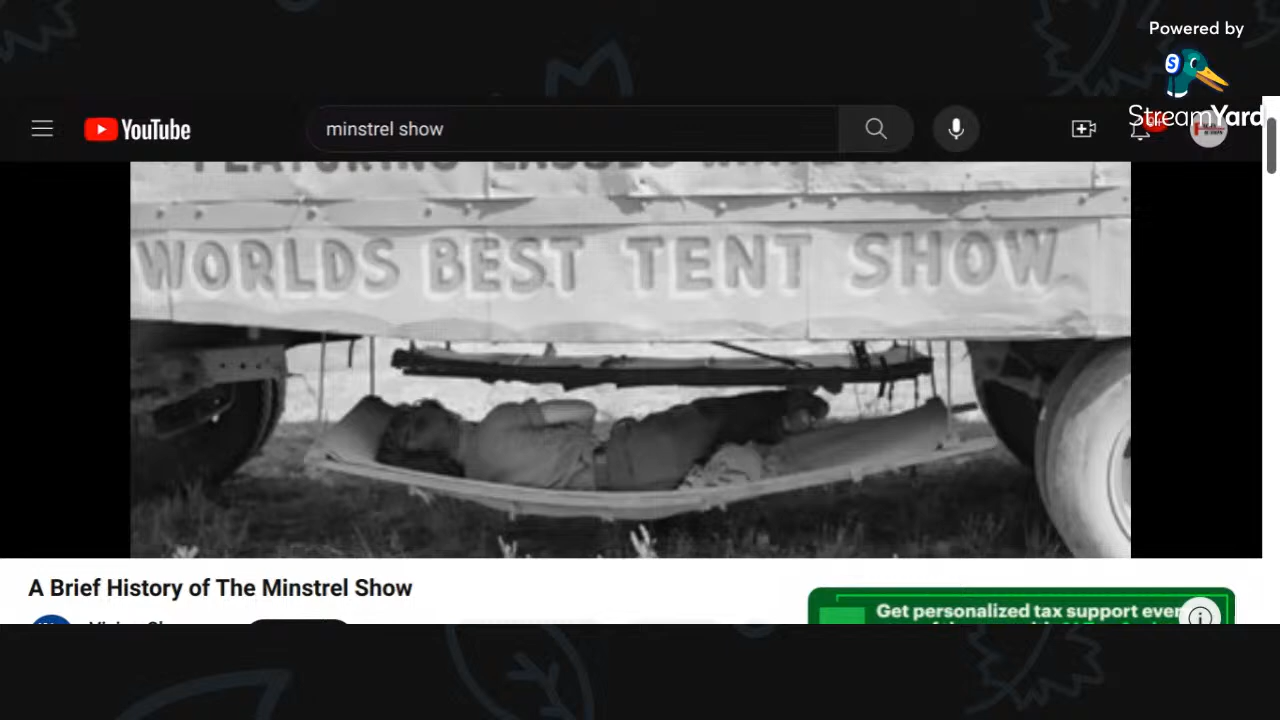 Powered by
StreamYard
YouTube
minstrel show
WORLDS BEST TENT SHOW
A Brief History of The Minstrel Show
Get personalized tax support